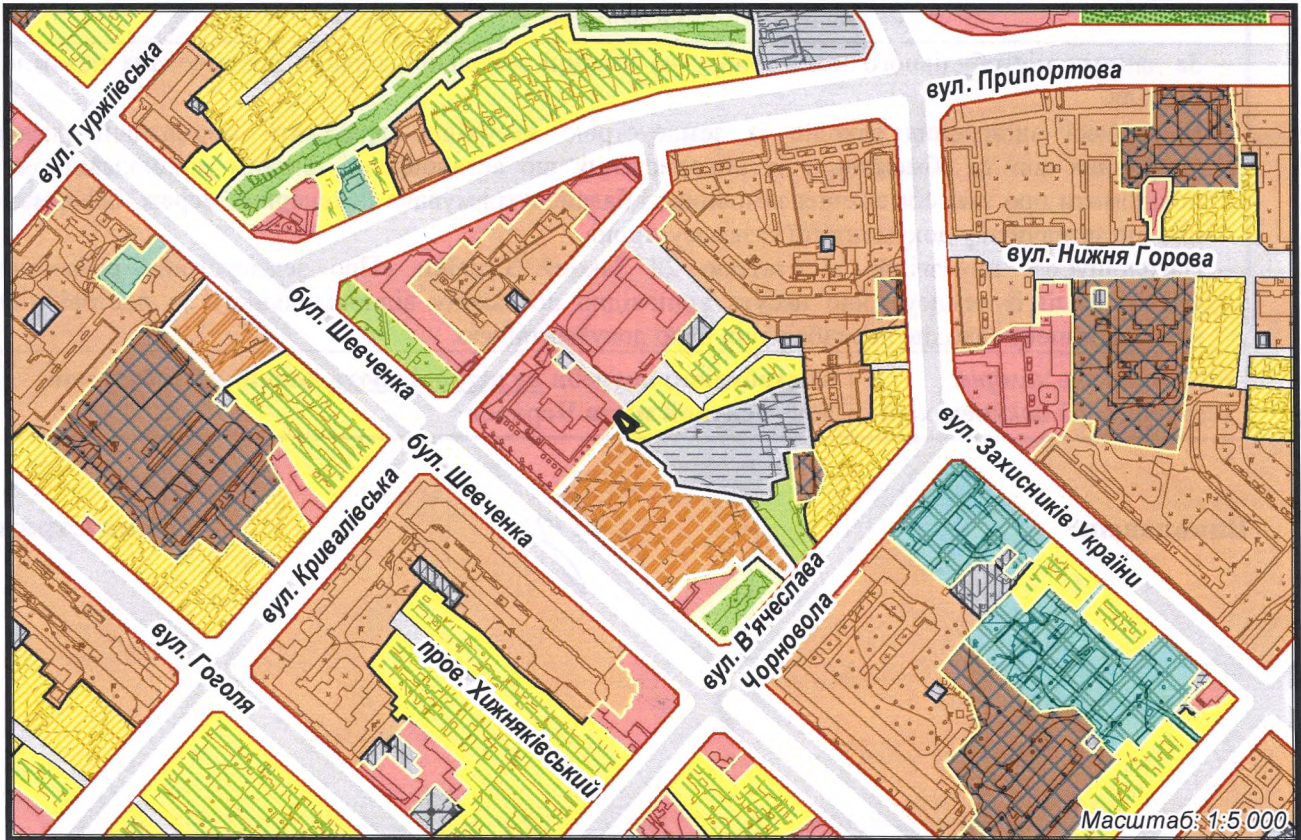 вул. Гуржіївська
вул. Припортова
вул. Нижня Горова
бул. Шевченка
бул. Шевченка
вул. Захисників України
вул. Кривалівська
вул. В'ячеслава
Чорновола
вул. Гоголя
пров. Хижняківський
Масштаб: 1:5 000